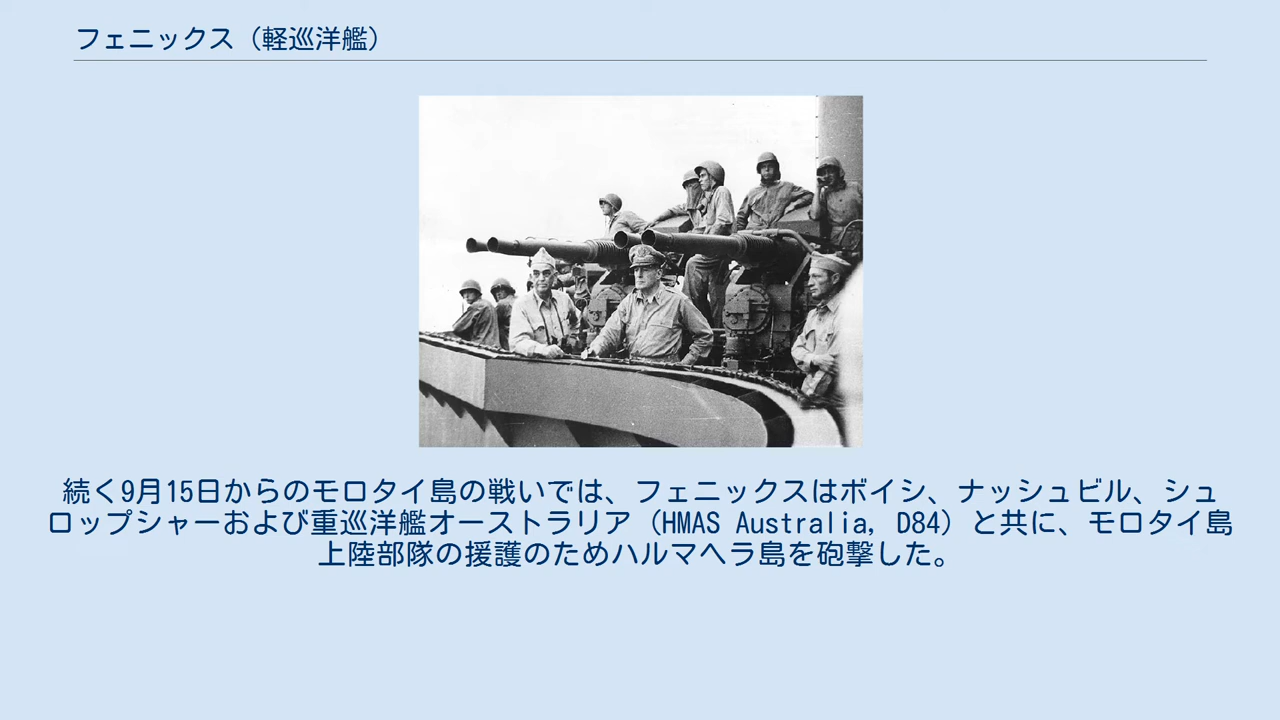 フェニックス（軽巡洋艦）
続く9月15日からのモロタイ島の戦いでは、フェニックスはボイシ、ナッシュビル、シュ
ロップシャーおよび重巡洋艦オーストラリア（HMAS Australia, D84）と共に、モロタイ島
上陸部隊の援護のためハルマヘラ島を砲撃した。